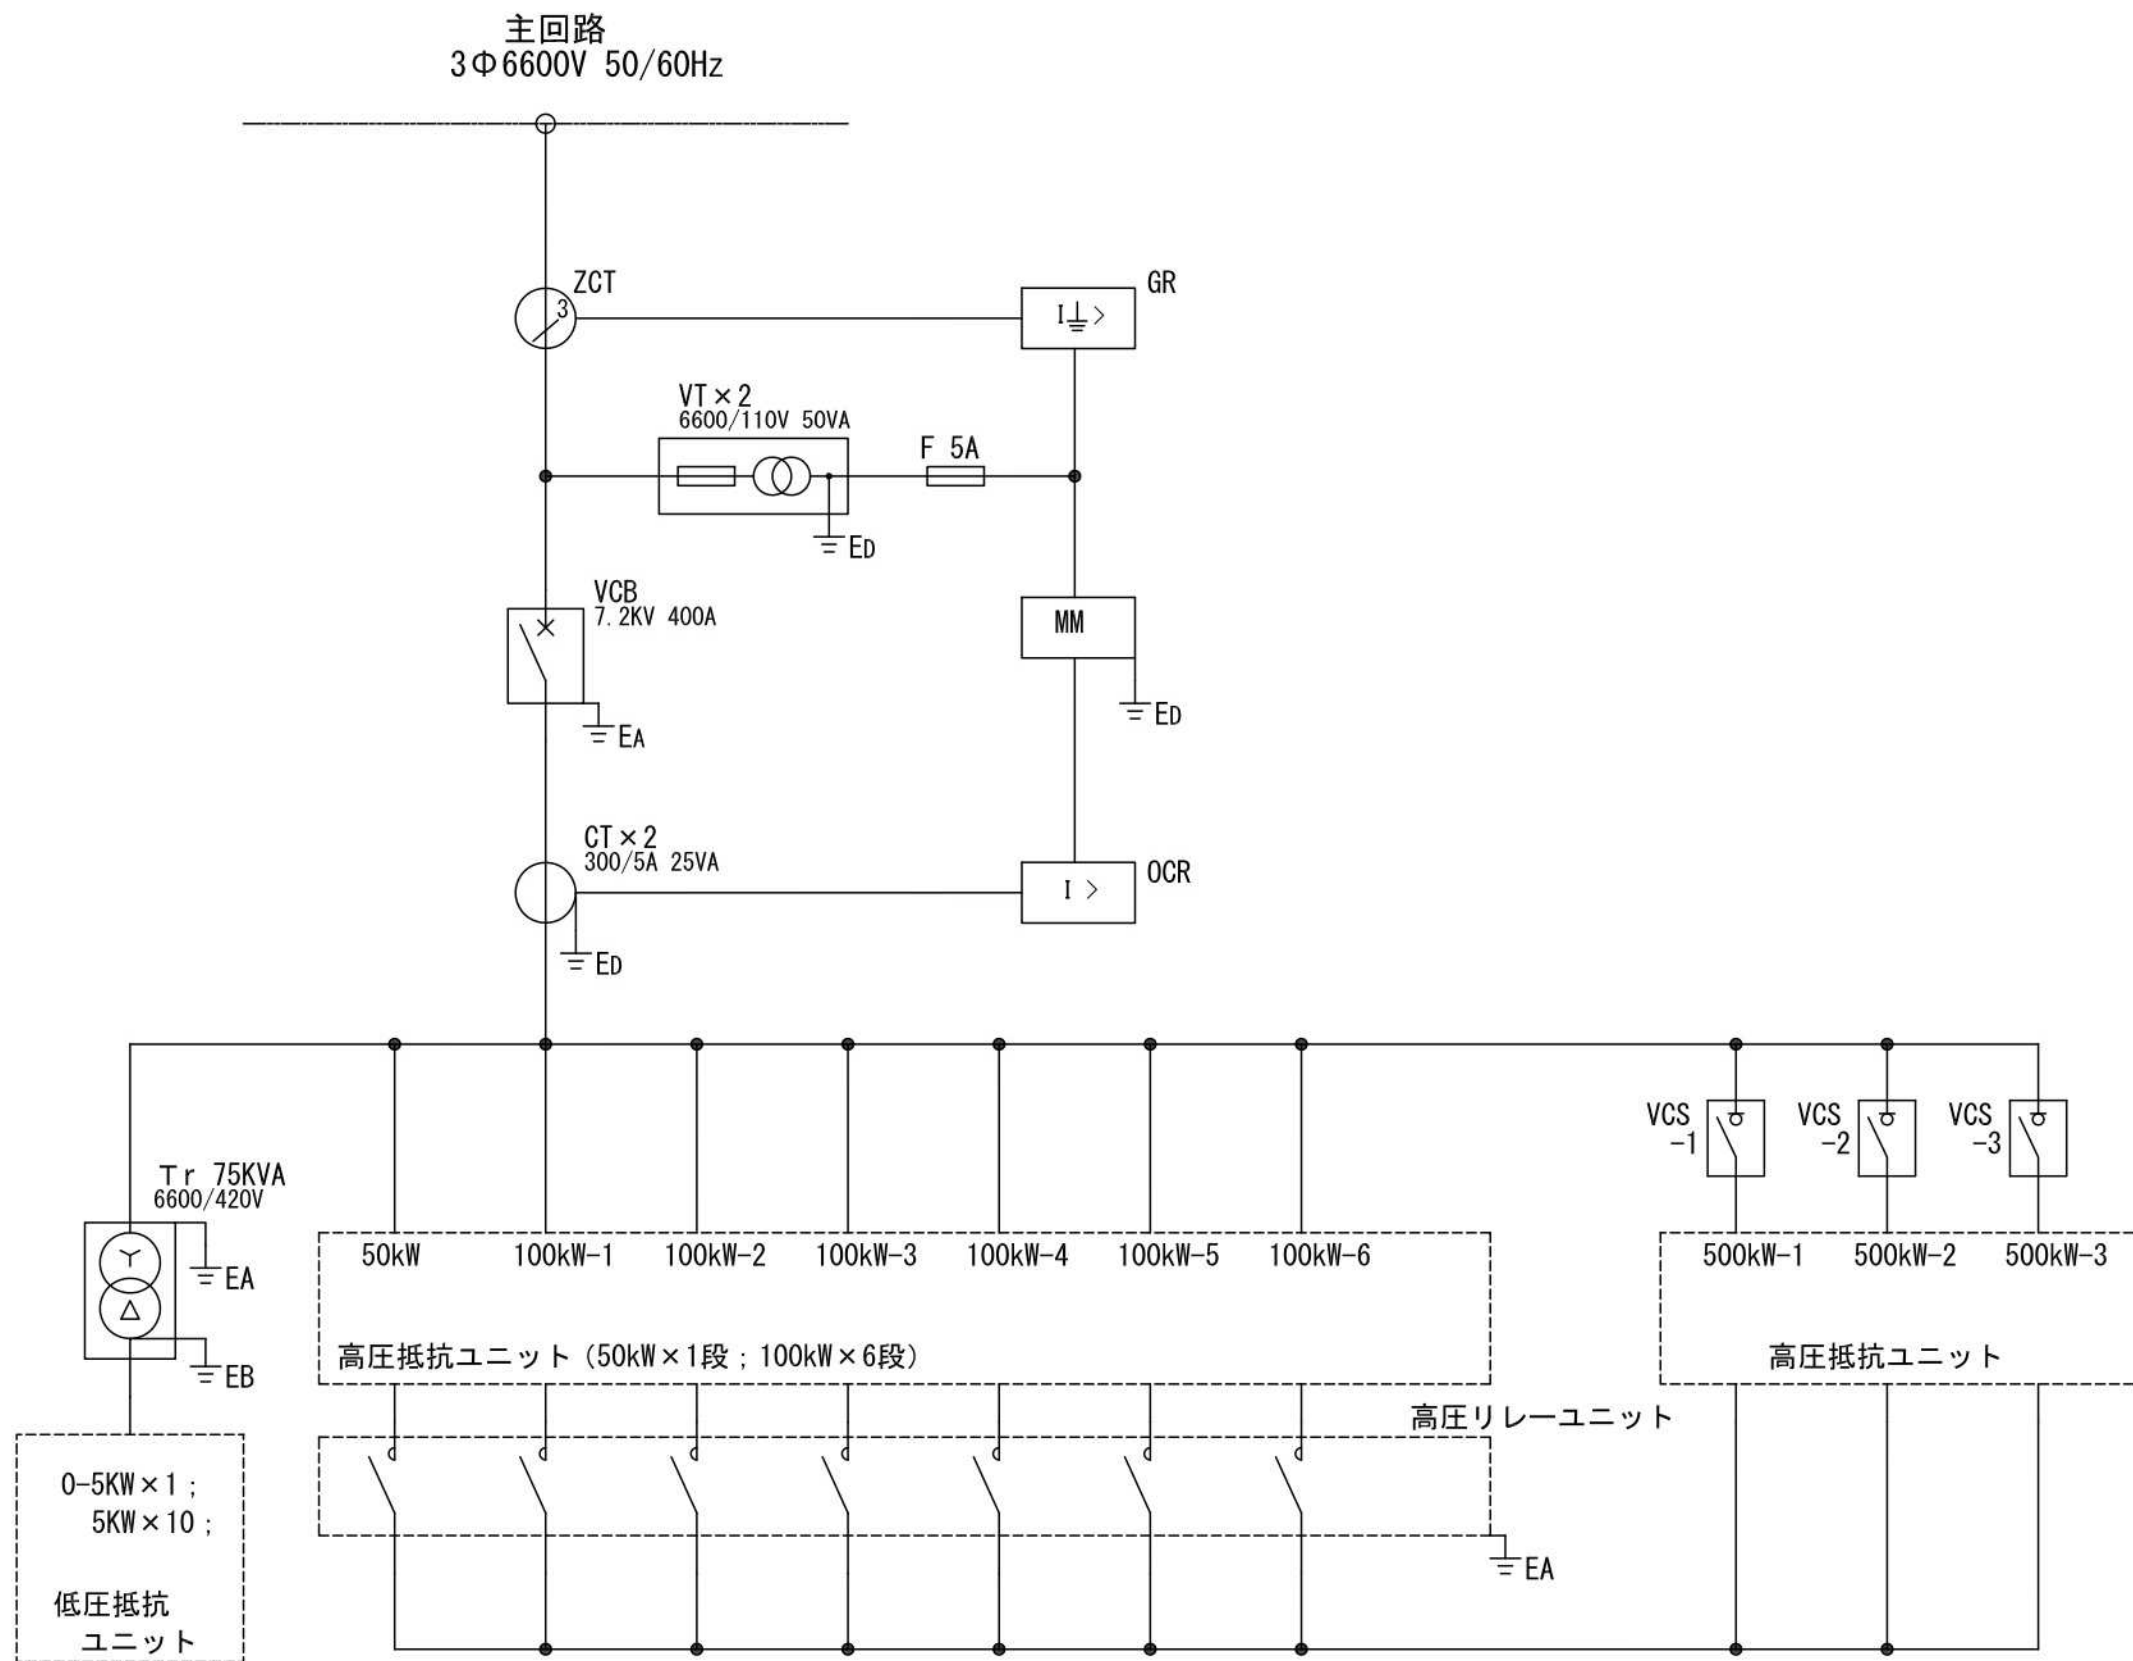 主回路
3Φ6600V 50/60Hz
ZCT
3
GR
I >
VT×2
6600/110V 50VA
F 5A
ED
VCB
7.2KV 400A
MM
EA
ED
CT×2
300/5A 25VA
OCR
I >
ED
VCS
-1
VCS
-2
VCS
-3
Tr 75KVA
6600/420V
EA
EB
50kW 100kW-1 100kW-2 100kW-3 100kW-4 100kW-5 100kW-6
500kW-1 500kW-2 500kW-3
高圧抵抗ユニット（50kW×1段；100kW×6段）
高圧抵抗ユニット
高圧リレーユニット
EA
0-5KW×1；
5KW×10；
低圧抵抗
ユニット